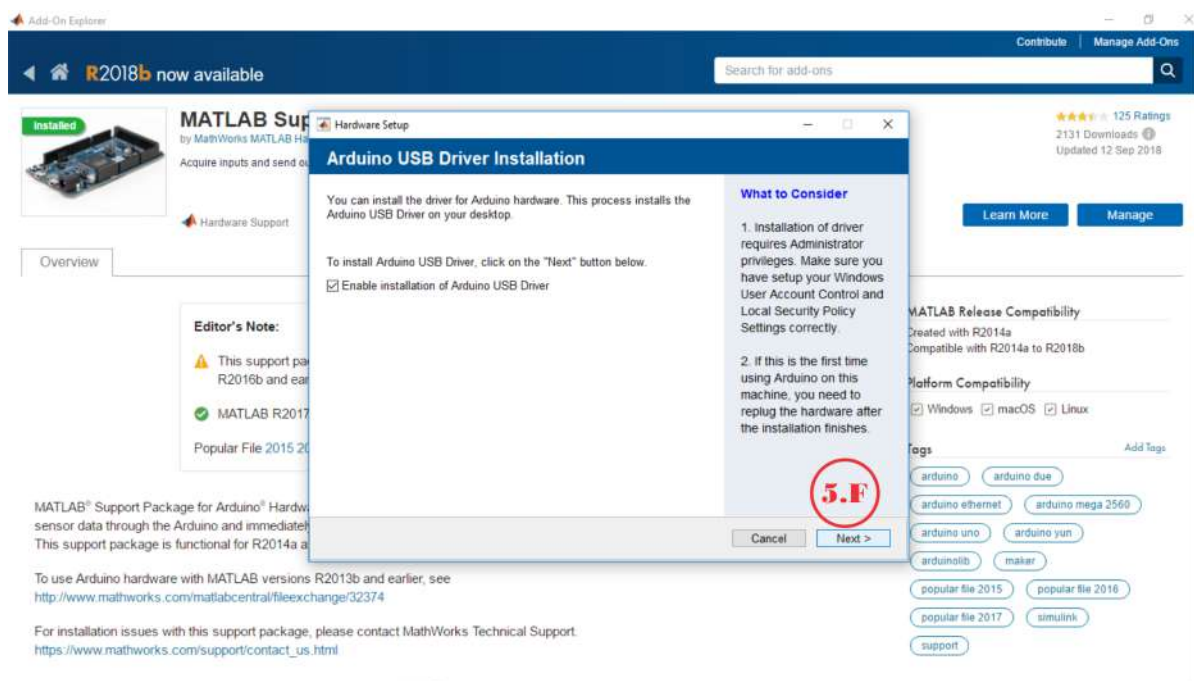 Add-On Explorer
Contribute | Manage Add-Ons
R2018b now available
Search for add-ons
Installed
MATLAB Sup
by MathWorks MATLAB Ha
Acquire inputs and send ou
Hardware Support
125 Ratings
2131 Downloads
Updated 12 Sep 2018
Learn More
Manage
Overview
Hardware Setup
Arduino USB Driver Installation
You can install the driver for Arduino hardware. This process installs the
Arduino USB Driver on your desktop.
To install Arduino USB Driver, click on the "Next" button below.
Enable installation of Arduino USB Driver
What to Consider
1. Installation of driver
requires Administrator
privileges. Make sure you
have setup your Windows
User Account Control and
Local Security Policy
Settings correctly.
2. If this is the first time
using Arduino on this
machine, you need to
replug the hardware after
the installation finishes.
5.F
Cancel
Next >
Editor's Note:
This support pa
R2016b and ear
MATLAB R2017
Popular File 2015 20
MATLAB® Support Package for Arduino® Hardwa
sensor data through the Arduino and immediately
This support package is functional for R2014a a
To use Arduino hardware with MATLAB versions R2013b and earlier, see
http://www.mathworks.com/matlabcentral/fileexchange/32374
For installation issues with this support package, please contact MathWorks Technical Support.
https://www.mathworks.com/support/contact_us.html
MATLAB Release Compatibility
Created with R2014a
Compatible with R2014a to R2018b
Platform Compatibility
Windows macOS Linux
Tags
Add Tags
arduino
arduino due
arduino ethernet
arduino mega 2560
arduino uno
arduino yun
arduinolib
maker
popular file 2015
popular file 2016
popular file 2017
simulink
support